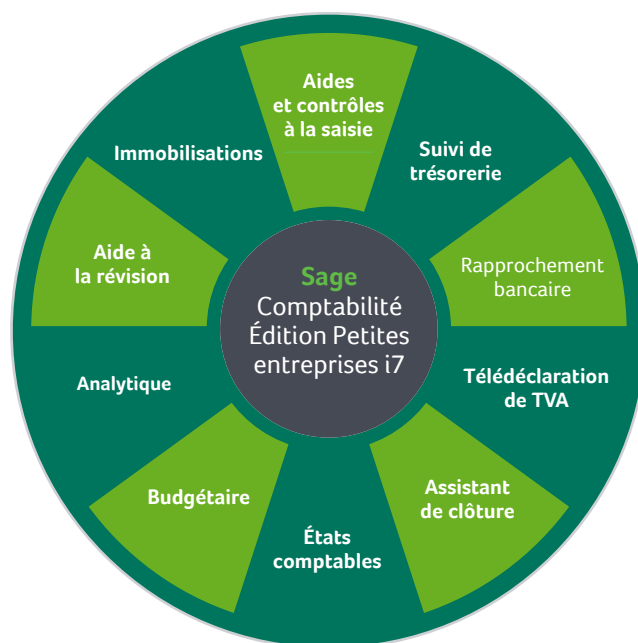 Aides
et contrôles
à la saisie
Suivi de
trésorerie
Rapprochement
bancaire
Télédéclaration
de TVA
Assistant
de clôture
États
comptables
Budgétaire
Analytique
Aide à
la révision
Immobilisations
Sage
Comptabilité
Édition Petites
entreprises i7